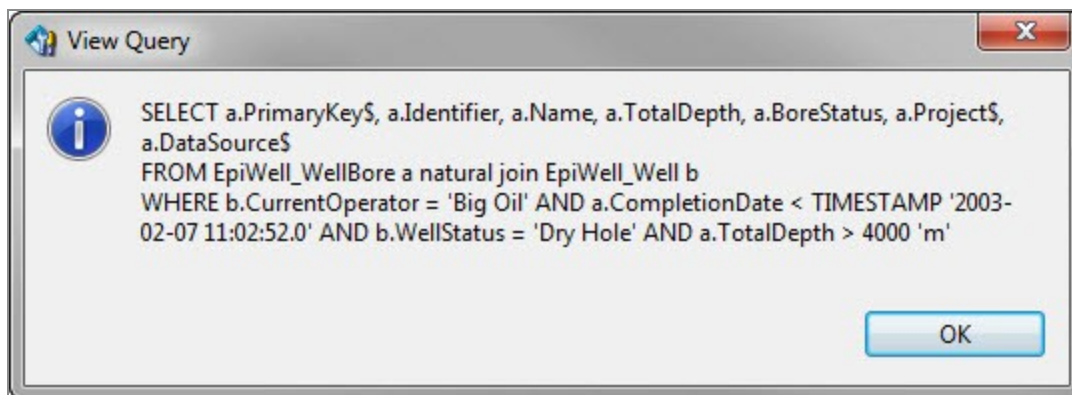 View Query
SELECT a.PrimaryKey$, a.Identifier, a.Name, a.TotalDepth, a.BoreStatus, a.Project$,
a.DataSource$
FROM EpiWell_WellBore a natural join EpiWell_Well b
WHERE b.CurrentOperator = 'Big Oil' AND a.CompletionDate < TIMESTAMP '2003-
02-07 11:02:52.0' AND b.WellStatus = 'Dry Hole' AND a.TotalDepth > 4000 'm'
OK